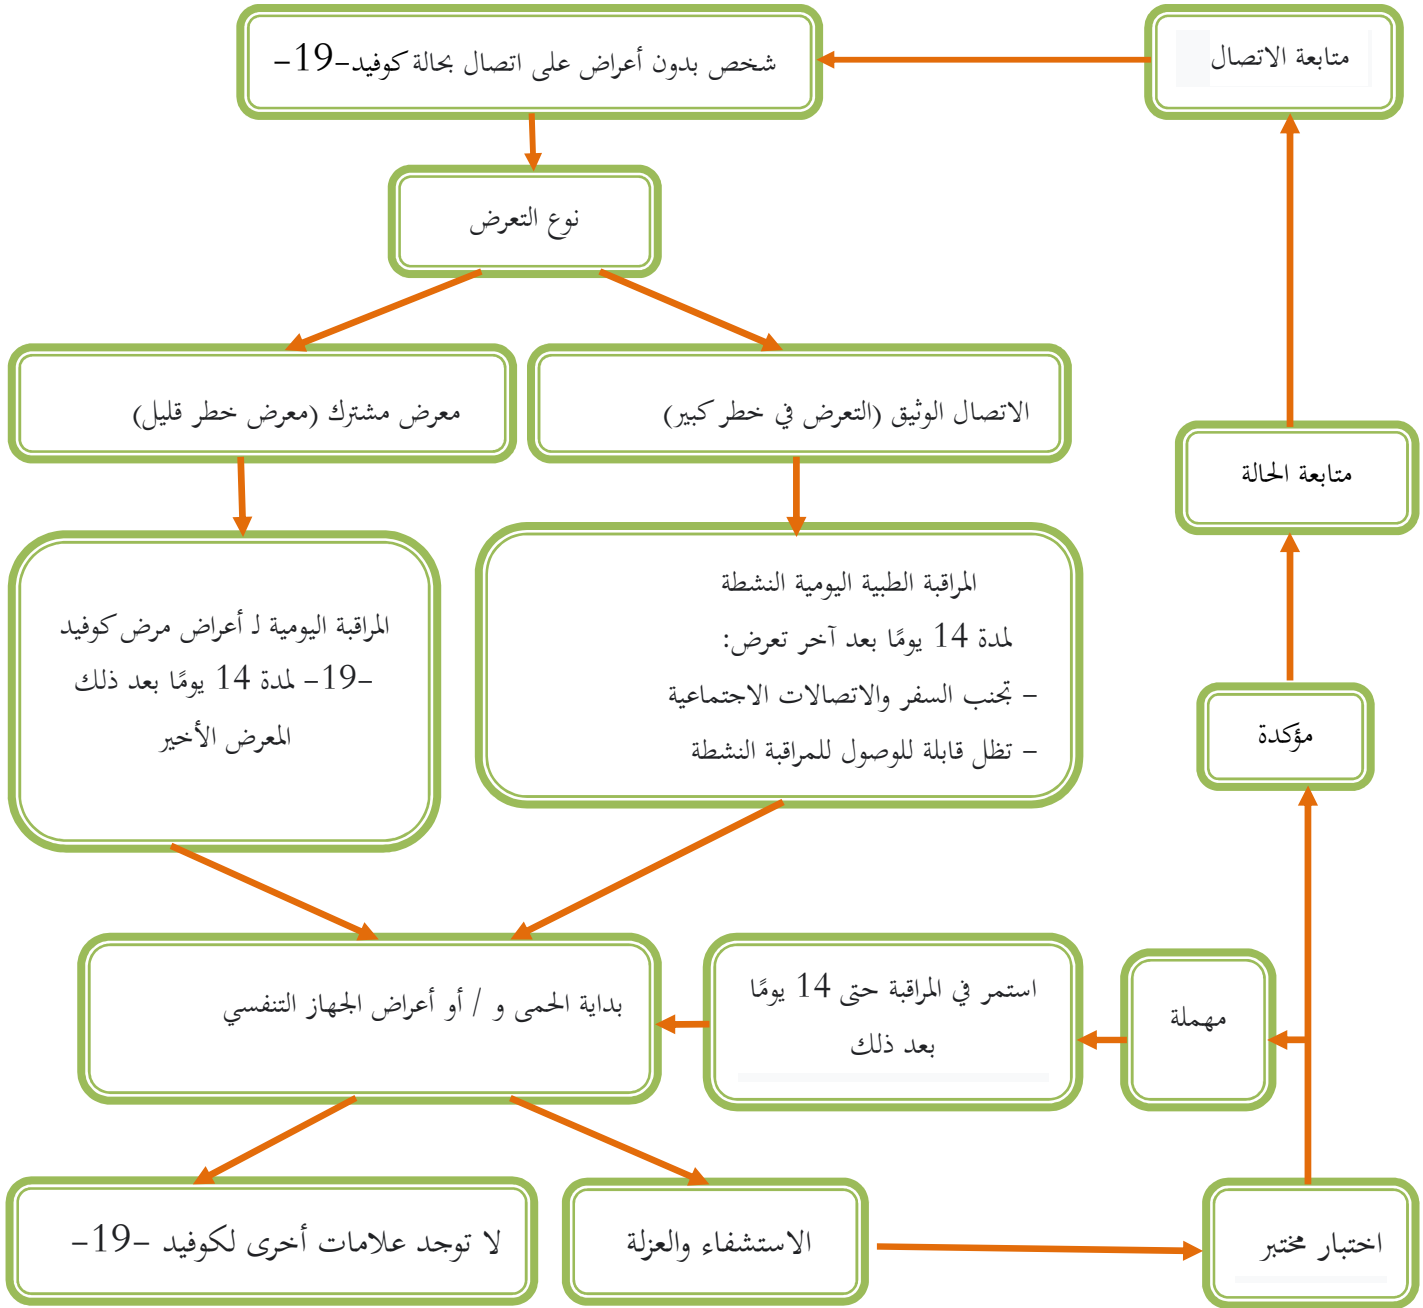 متابعة الاتصال
شخص بدون أعراض على اتصال بحالة كوفيد-19-
نوع التعرض
الاتصال الوثيق (التعرض في خطر كبير)
معرض مشترك (معرض خطر قليل)
متابعة الحالة
المراقبة الطبية اليومية النشطة
لمدة 14 يومًا بعد آخر تعرض:
- تجنب السفر والاتصالات الاجتماعية
- تظل قابلة للوصول للمراقبة النشطة
المراقبة اليومية لـ أعراض مرض كوفيد
-19- لمدة 14 يومًا بعد ذلك
المعرض الأخير
مؤكدة
مهملة
استمر في المراقبة حتى 14 يومًا
بعد ذلك
بداية الحمى و / أو أعراض الجهاز التنفسي
اختبار مختبر
الاستشفاء والعزلة
لا توجد علامات أخرى لكوفيد -19-